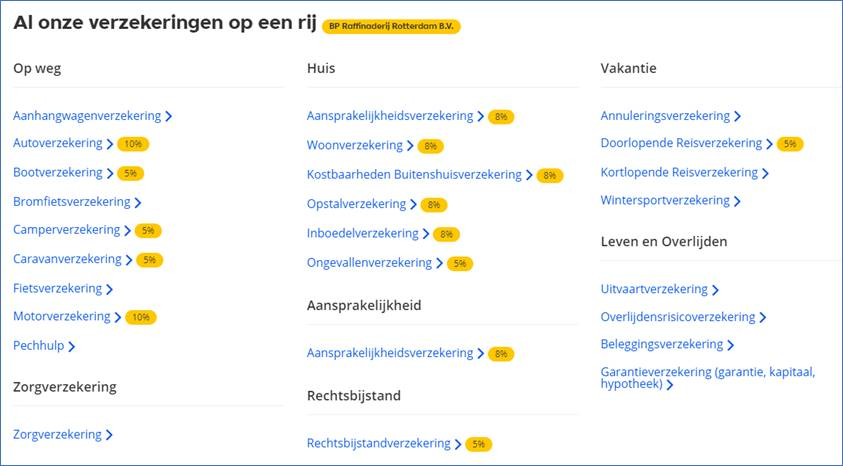 Al onze verzekeringen op een rij BP Raffinaderij Rotterdam B.V.
Op weg
Aanhangwagenverzekering
Autoverzekering 10%
Bootverzekering 5%
Bromfietsverzekering
Camperverzekering 5%
Caravanverzekering 5%
Fietsverzekering
Motorverzekering 10%
Pechhulp
Zorgverzekering
Zorgverzekering
Huis
Aansprakelijkheidsverzekering 8%
Woonverzekering 8%
Kostbaarheden Buitenshuisverzekering 8%
Opstalverzekering 8%
Inboedelverzekering 8%
Ongevallenverzekering 5%
Aansprakelijkheid
Aansprakelijkheidsverzekering 8%
Rechtsbijstand
Rechtsbijstandverzekering 5%
Vakantie
Annuleringsverzekering
Doorlopende Reisverzekering 5%
Kortlopende Reisverzekering
Wintersportverzekering
Leven en Overlijden
Uitvaartverzekering
Overlijdensrisicoverzekering
Beleggingsverzekering
Garantieverzekering (garantie, kapitaal,
hypotheek)